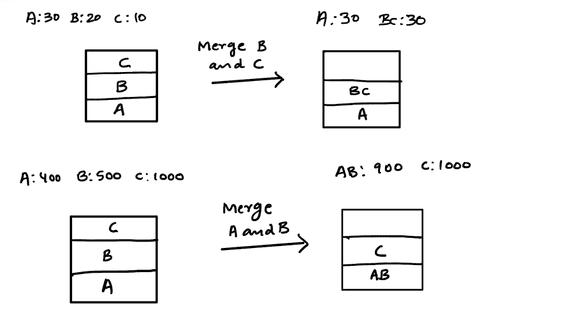 A:30 B:20 C:10
Merge B
and C
A:30 BC:30
C
B
A
BC
A
A:400 B:500 C:1000
Merge
A and B
AB: 900 C:1000
C
B
A
C
AB